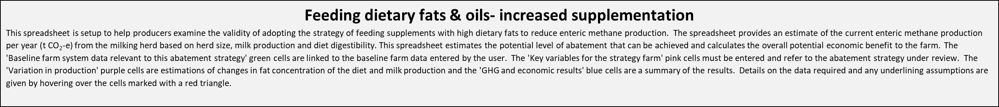 Feeding dietary fats & oils- increased supplementation
This spreadsheet is setup to help producers examine the validity of adopting the strategy of feeding supplements with high dietary fats to reduce enteric methane production.  The spreadsheet provides an estimate of the current enteric methane production
per year (t CO₂-e) from the milking herd based on herd size, milk production and diet digestibility. This spreadsheet estimates the potential level of abatement that can be achieved and calculates the overall potential economic benefit to the farm.  The
'Baseline farm system data relevant to this abatement strategy' green cells are linked to the baseline farm data entered by the user.  The 'Key variables for the strategy farm' pink cells must be entered and refer to the abatement strategy under review.  The
'Variation in production' purple cells are estimations of changes in fat concentration of the diet and milk production and the 'GHG and economic results' blue cells are a summary of the results.  Details on the data required and any underlining assumptions are
given by hovering over the cells marked with a red triangle.